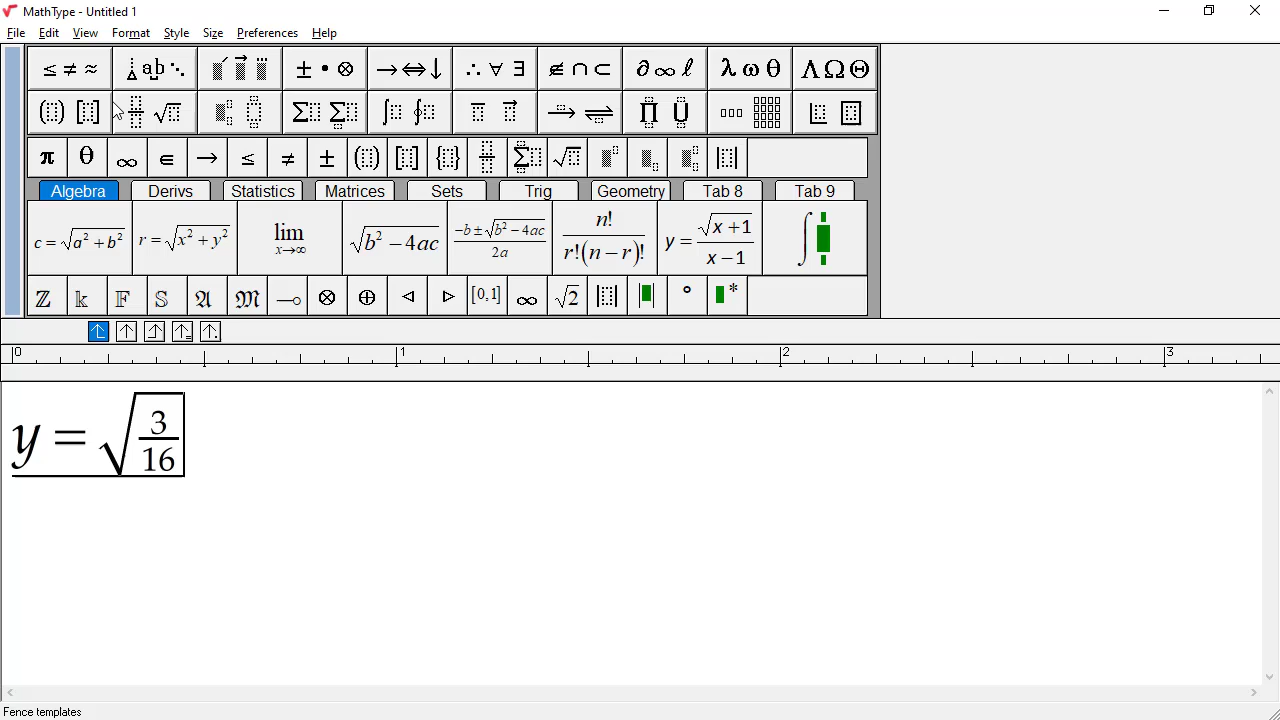 MathType - Untitled 1
File Edit View Format Style Size Preferences Help
≤ ≠ ≈ ab ± • ⊗ → ⇔ ↓ ∴ ∀ ∃ ∉ ∩ ⊂ ∂ ∞ ℓ λ ω θ Λ Ω Θ
π θ ∞ ∈ → ≤ ≠ ±
Algebra Derivs Statistics Matrices Sets Trig Geometry Tab 8 Tab 9
c = √(a² + b²) r = √(x² + y²) lim x→∞ √(b² − 4ac) (−b ± √(b² − 4ac))/2a n!/(r!(n − r)!) y = √(x + 1)/(x − 1) ∫
ℤ 𝕜 𝔽 𝕊 𝔄 𝔐 ⊸ ⊗ ⊕ ◁ ▷ [0,1] ∞ √2 ° *
0 1 2 3
y = √(3/16)
Fence templates